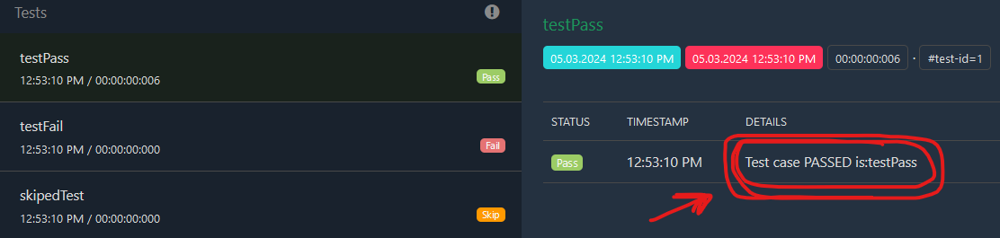 Tests
testPass
12:53:10 PM / 00:00:00:006
Pass
testFail
12:53:10 PM / 00:00:00:000
Fail
skipedTest
12:53:10 PM / 00:00:00:000
Skip
testPass
05.03.2024 12:53:10 PM 05.03.2024 12:53:10 PM 00:00:00:006 · #test-id=1
STATUS TIMESTAMP DETAILS
Pass 12:53:10 PM Test case PASSED is:testPass